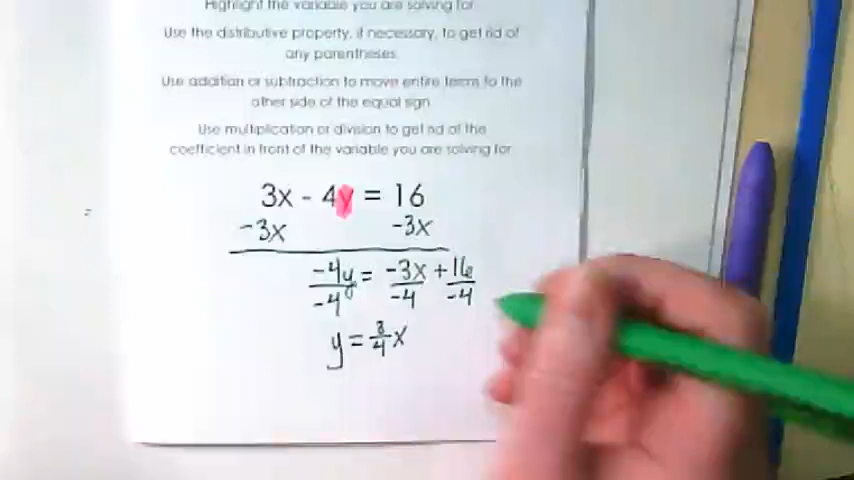 Highlight the variable you are solving for
Use the distributive property, if necessary, to get rid of
any parentheses.
Use addition or subtraction to move entire terms to the
other side of the equal sign
Use multiplication or division to get rid of the
coefficient in front of the variable you are solving for
3x - 4y = 16
-3x -3x
-4y = -3x + 16
-4 -4 -4
y = 3/4 x